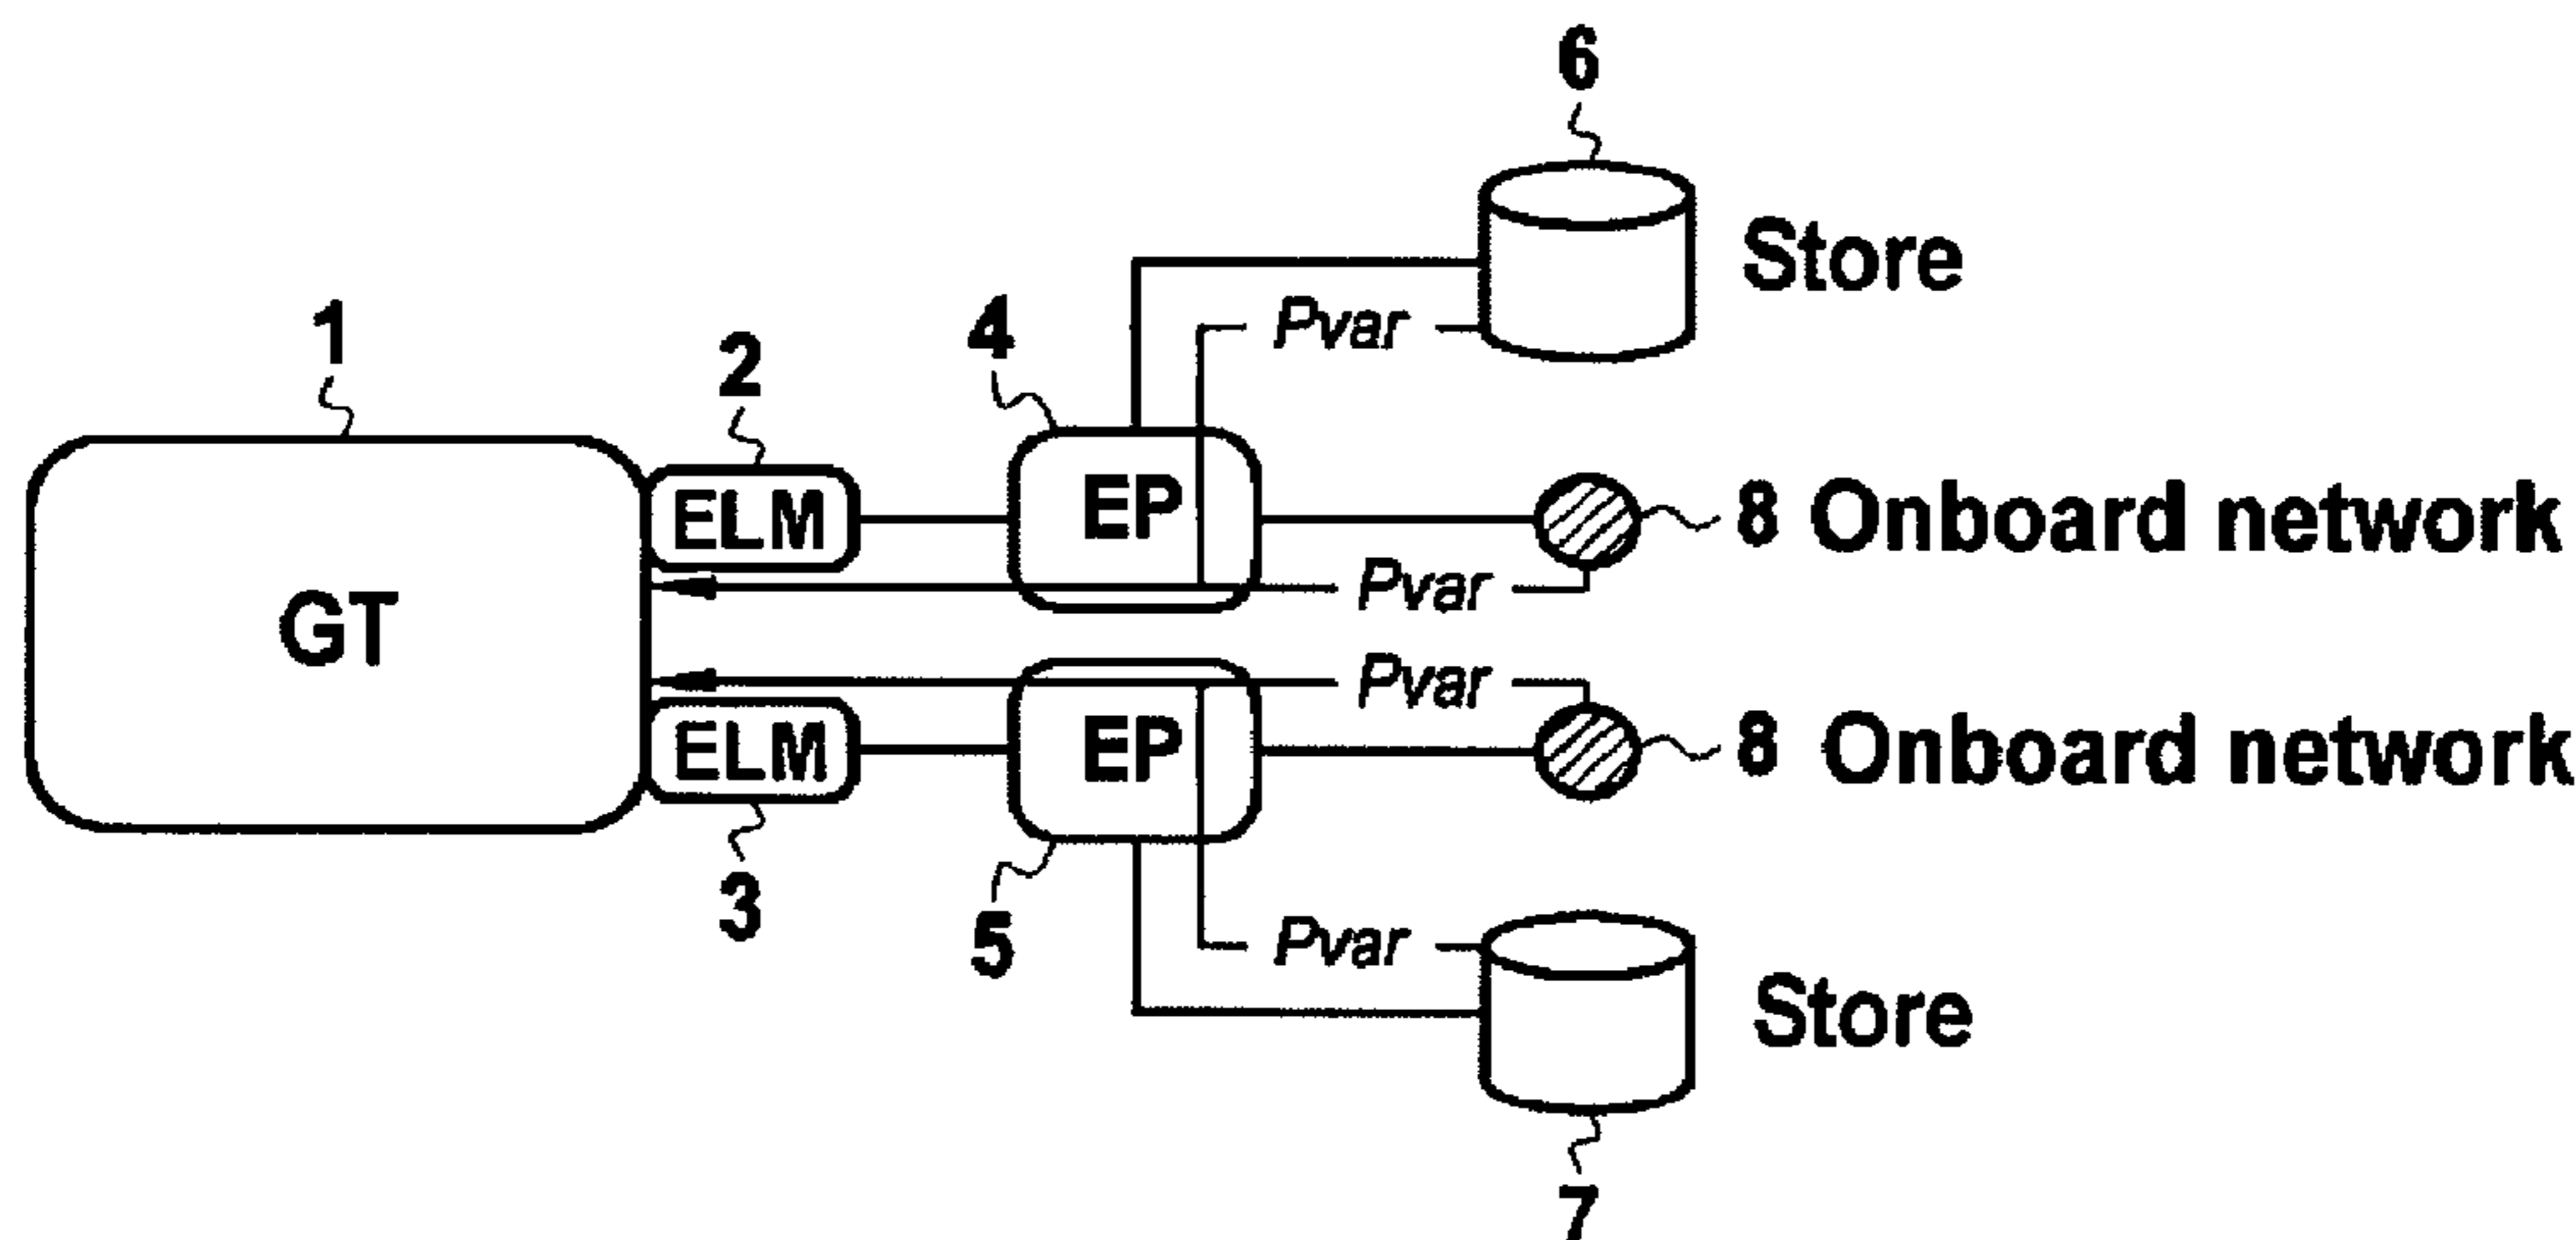 6
Store
Pvar
1
2
4
ELM
EP
8 Onboard network
Pvar
GT
Pvar
ELM
EP
8 Onboard network
3
5
Pvar
Store
7